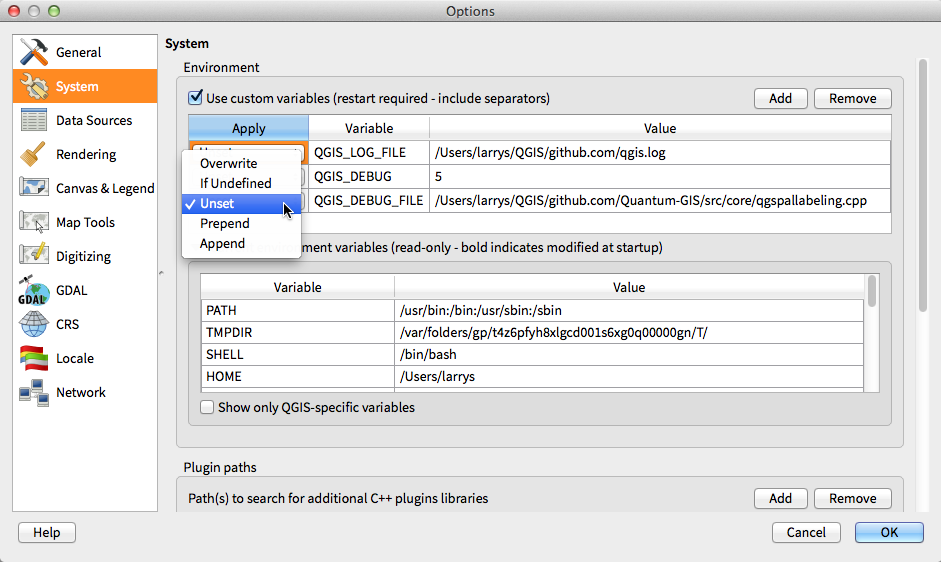 Options
General
System
Data Sources
Rendering
Canvas & Legend
Map Tools
Digitizing
GDAL
GDAL
CRS
Locale
Network
System
Environment
Use custom variables (restart required - include separators)
Add Remove
Apply Variable Value
QGIS_LOG_FILE /Users/larrys/QGIS/github.com/qgis.log
QGIS_DEBUG 5
QGIS_DEBUG_FILE /Users/larrys/QGIS/github.com/Quantum-GIS/src/core/qgspallabeling.cpp
Overwrite
If Undefined
✓ Unset
Prepend
Append
variables (read-only - bold indicates modified at startup)
Variable Value
PATH /usr/bin:/bin:/usr/sbin:/sbin
TMPDIR /var/folders/gp/t4z6pfyh8xlgcd001s6xg0q00000gn/T/
SHELL /bin/bash
HOME /Users/larrys
Show only QGIS-specific variables
Plugin paths
Path(s) to search for additional C++ plugins libraries
Add Remove
Help Cancel OK